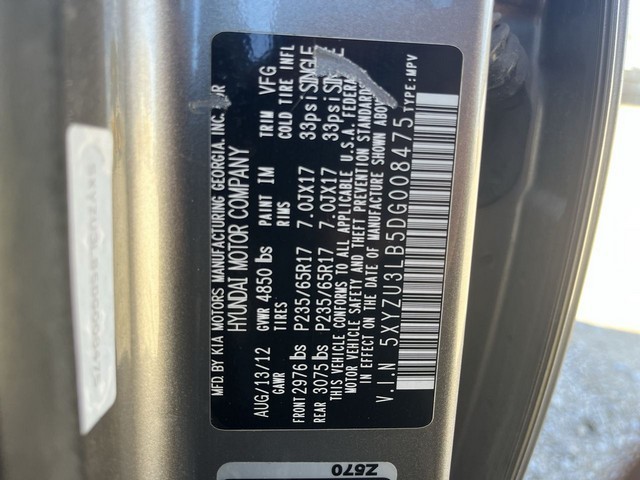 MFD. BY KIA MOTORS MANUFACTURING GEORGIA, INC. FOR
HYUNDAI MOTOR COMPANY
AUG/13/12 GVWR 4850 lbs PAINT IM TRIM VFG
GAWR TIRES RIMS COLD TIRE INFL
FRONT 2976 lbs P235/65R17 7.0JX17 33psi SINGLE
REAR 3075 lbs P235/65R17 7.0JX17 33psi SINGLE
THIS VEHICLE CONFORMS TO ALL APPLICABLE U.S.A. FEDERAL
MOTOR VEHICLE SAFETY AND THEFT PREVENTION STANDARDS
IN EFFECT ON THE DATE OF MANUFACTURE SHOWN ABOVE
V.I.N 5XYZU3LB5DG008475 TYPE:MPV
Z670